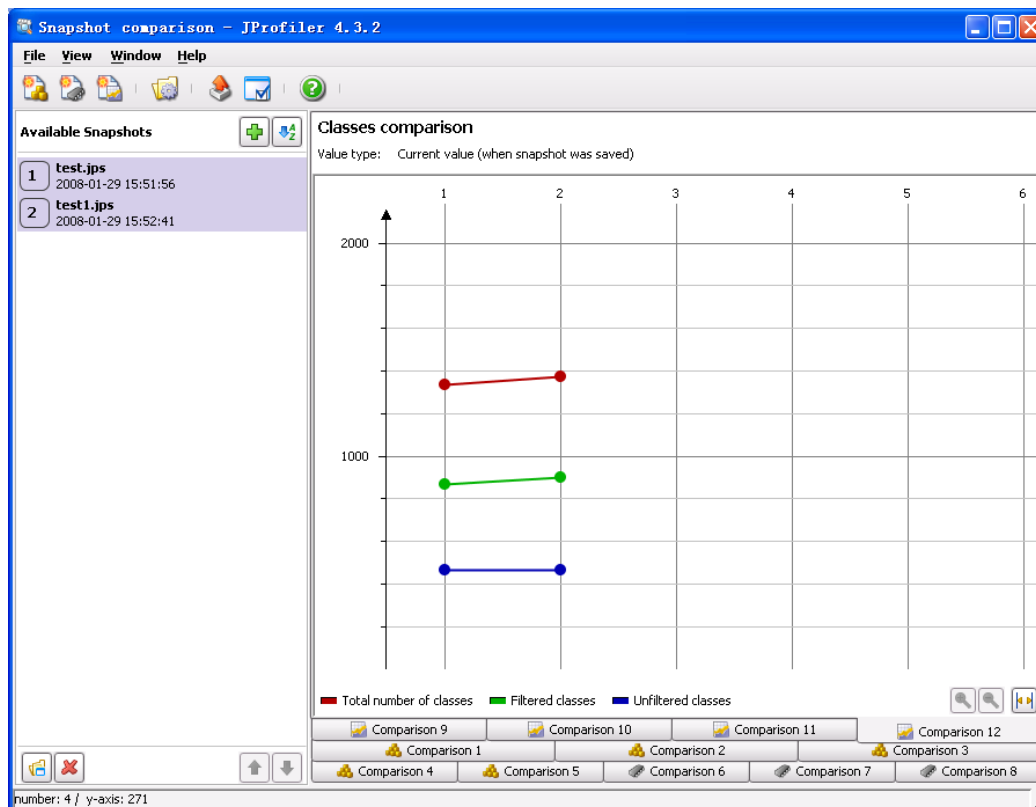 Snapshot comparison - JProfiler 4.3.2
File View Window Help
Available Snapshots
1 test.jps
2008-01-29 15:51:56
2 test1.jps
2008-01-29 15:52:41
Classes comparison
Value type: Current value (when snapshot was saved)
1 2 3 4 5 6
2000
1000
Total number of classes Filtered classes Unfiltered classes
Comparison 9 Comparison 10 Comparison 11 Comparison 12
Comparison 1 Comparison 2 Comparison 3
Comparison 4 Comparison 5 Comparison 6 Comparison 7 Comparison 8
number: 4 / y-axis: 271